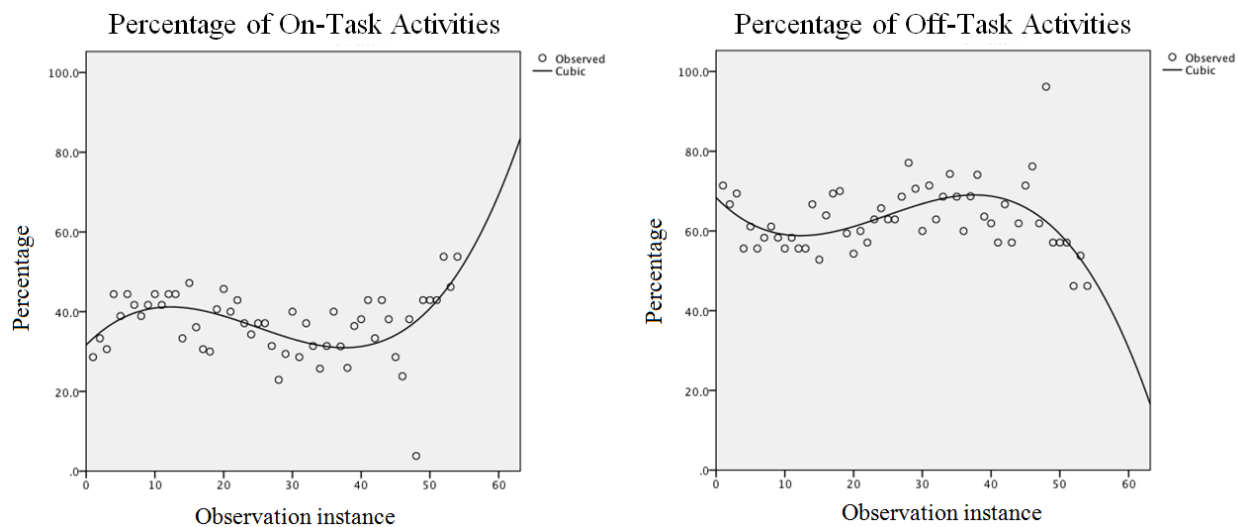 Percentage of On-Task Activities
100.0
80.0
60.0
40.0
20.0
.0
0 10 20 30 40 50 60
Percentage
Observation instance
Observed
Cubic
Percentage of Off-Task Activities
100.0
80.0
60.0
40.0
20.0
.0
0 10 20 30 40 50 60
Percentage
Observation instance
Observed
Cubic